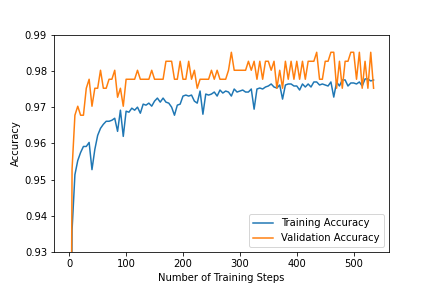 0.99
0.98
0.97
0.96
0.95
0.94
0.93
Accuracy
0 100 200 300 400 500
Number of Training Steps
Training Accuracy
Validation Accuracy